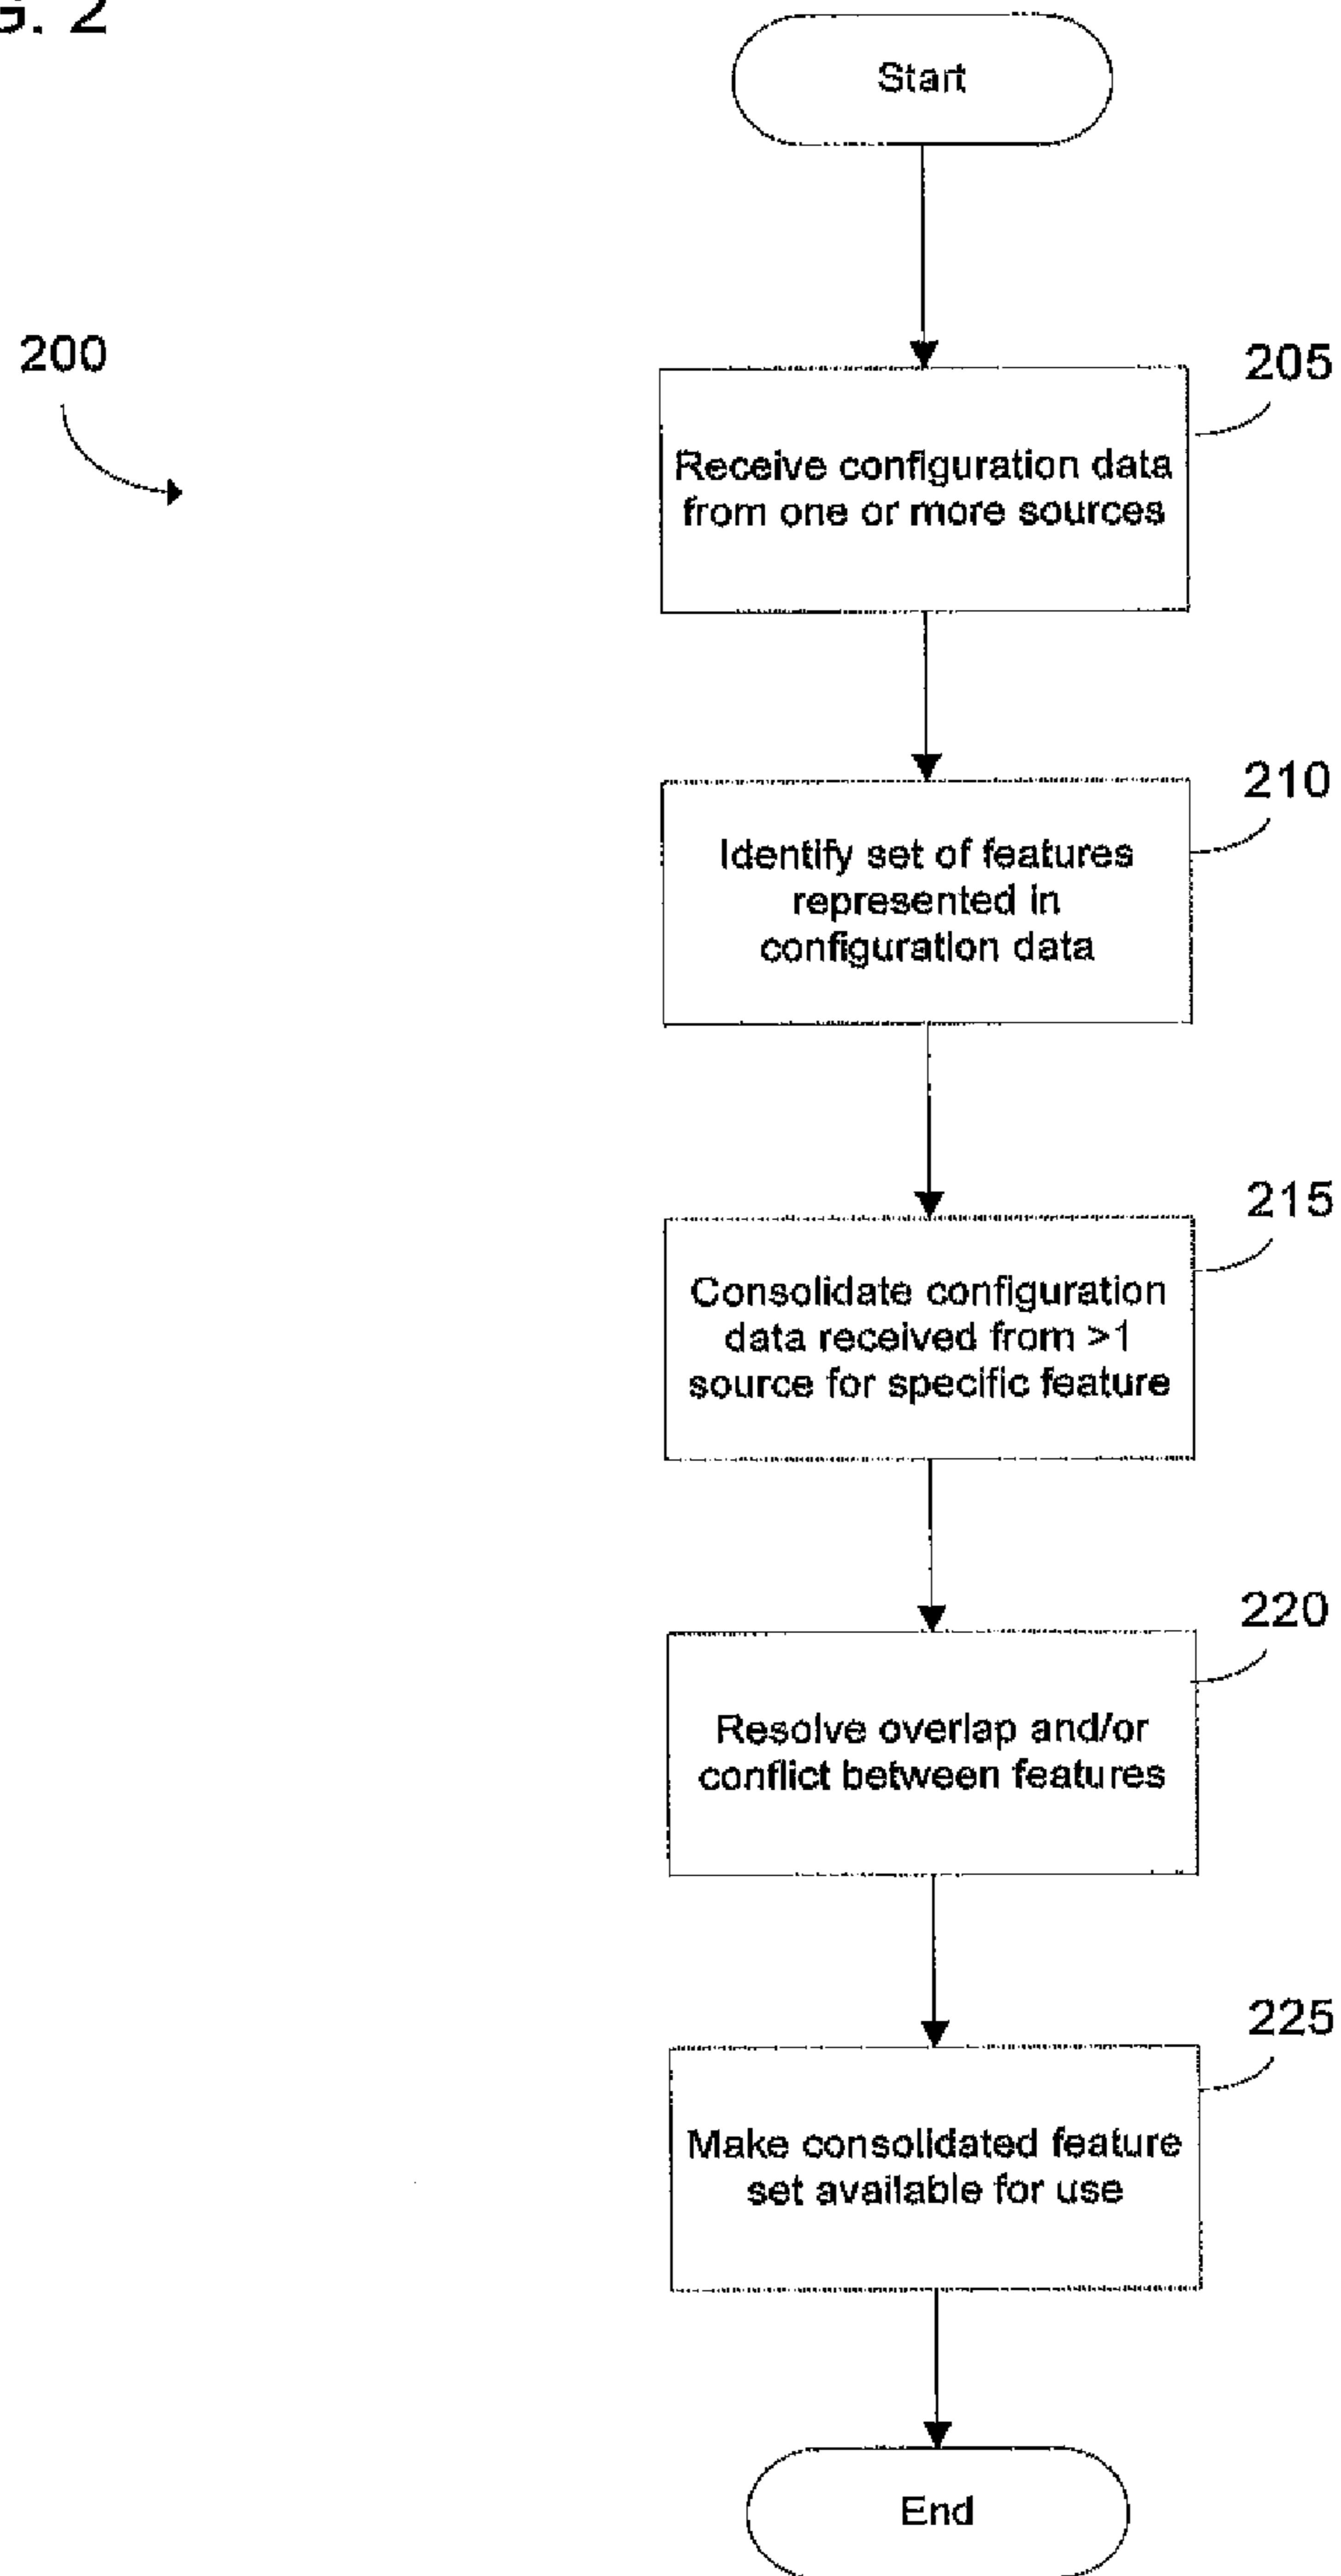 G. 2
Start
200
205
Receive configuration data
from one or more sources
210
Identify set of features
represented in
configuration data
215
Consolidate configuration
data received from >1
source for specific feature
220
Resolve overlap and/or
conflict between features
225
Make consolidated feature
set available for use
End